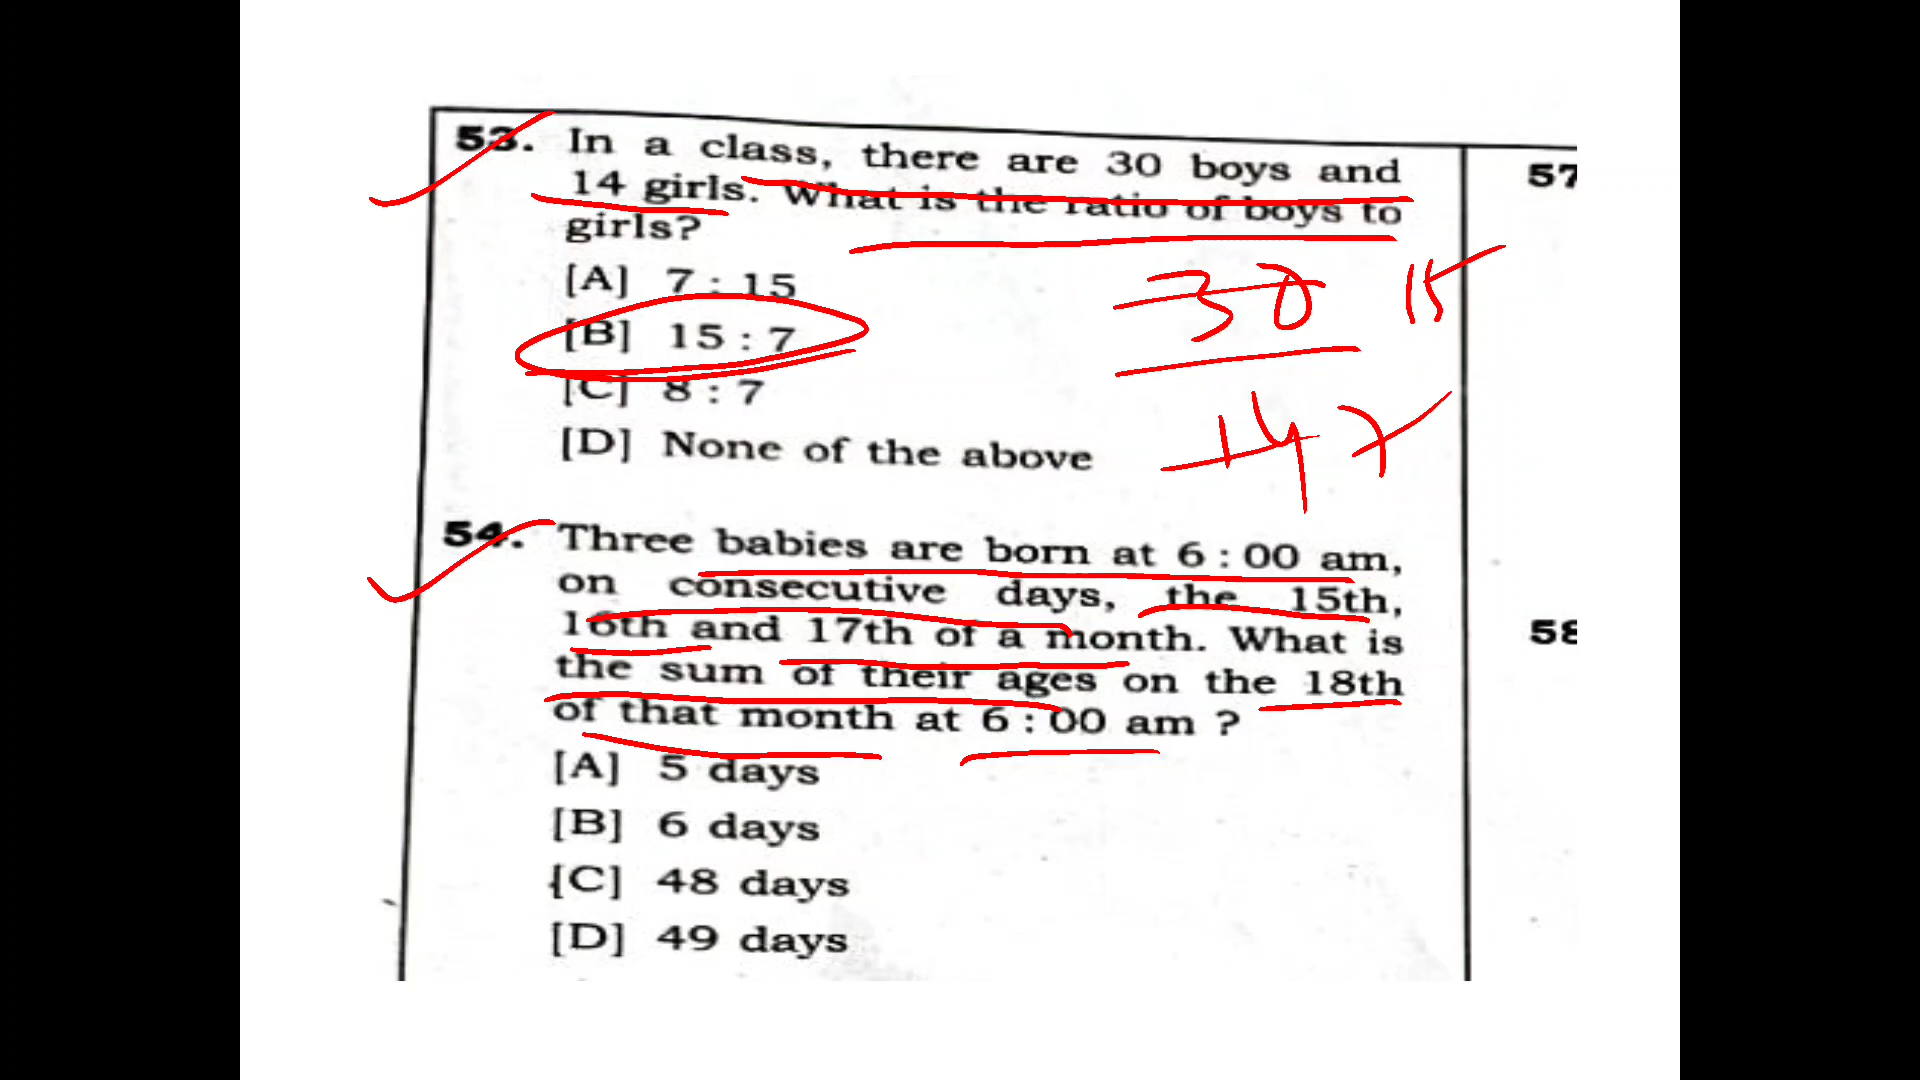 53. In a class, there are 30 boys and
14 girls. What is the ratio of boys to
girls?
[A] 7 : 15
[B] 15 : 7
[C] 8 : 7
[D] None of the above
30 15
14 7
54. Three babies are born at 6 : 00 am,
on consecutive days, the 15th,
16th and 17th of a month. What is
the sum of their ages on the 18th
of that month at 6 : 00 am ?
[A] 5 days
[B] 6 days
[C] 48 days
[D] 49 days
57
58